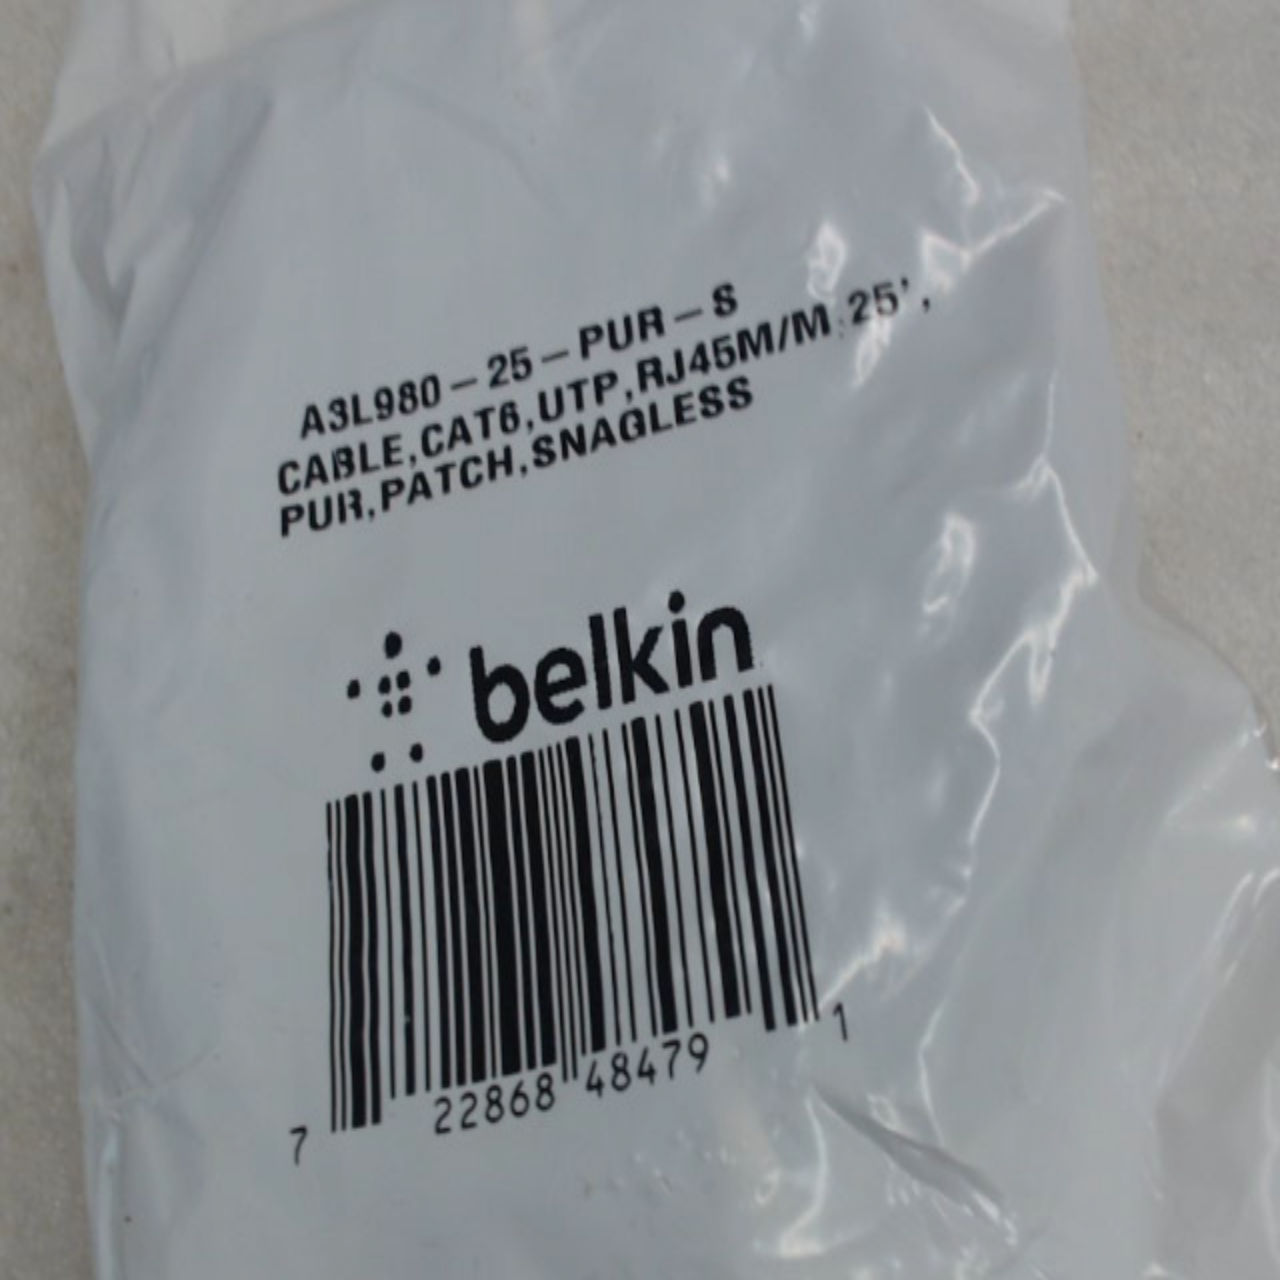 A3L980-25-PUR-S
CABLE,CAT6,UTP,RJ45M/M,25',
PUR,PATCH,SNAGLESS
belkin
7 22868 48479 1